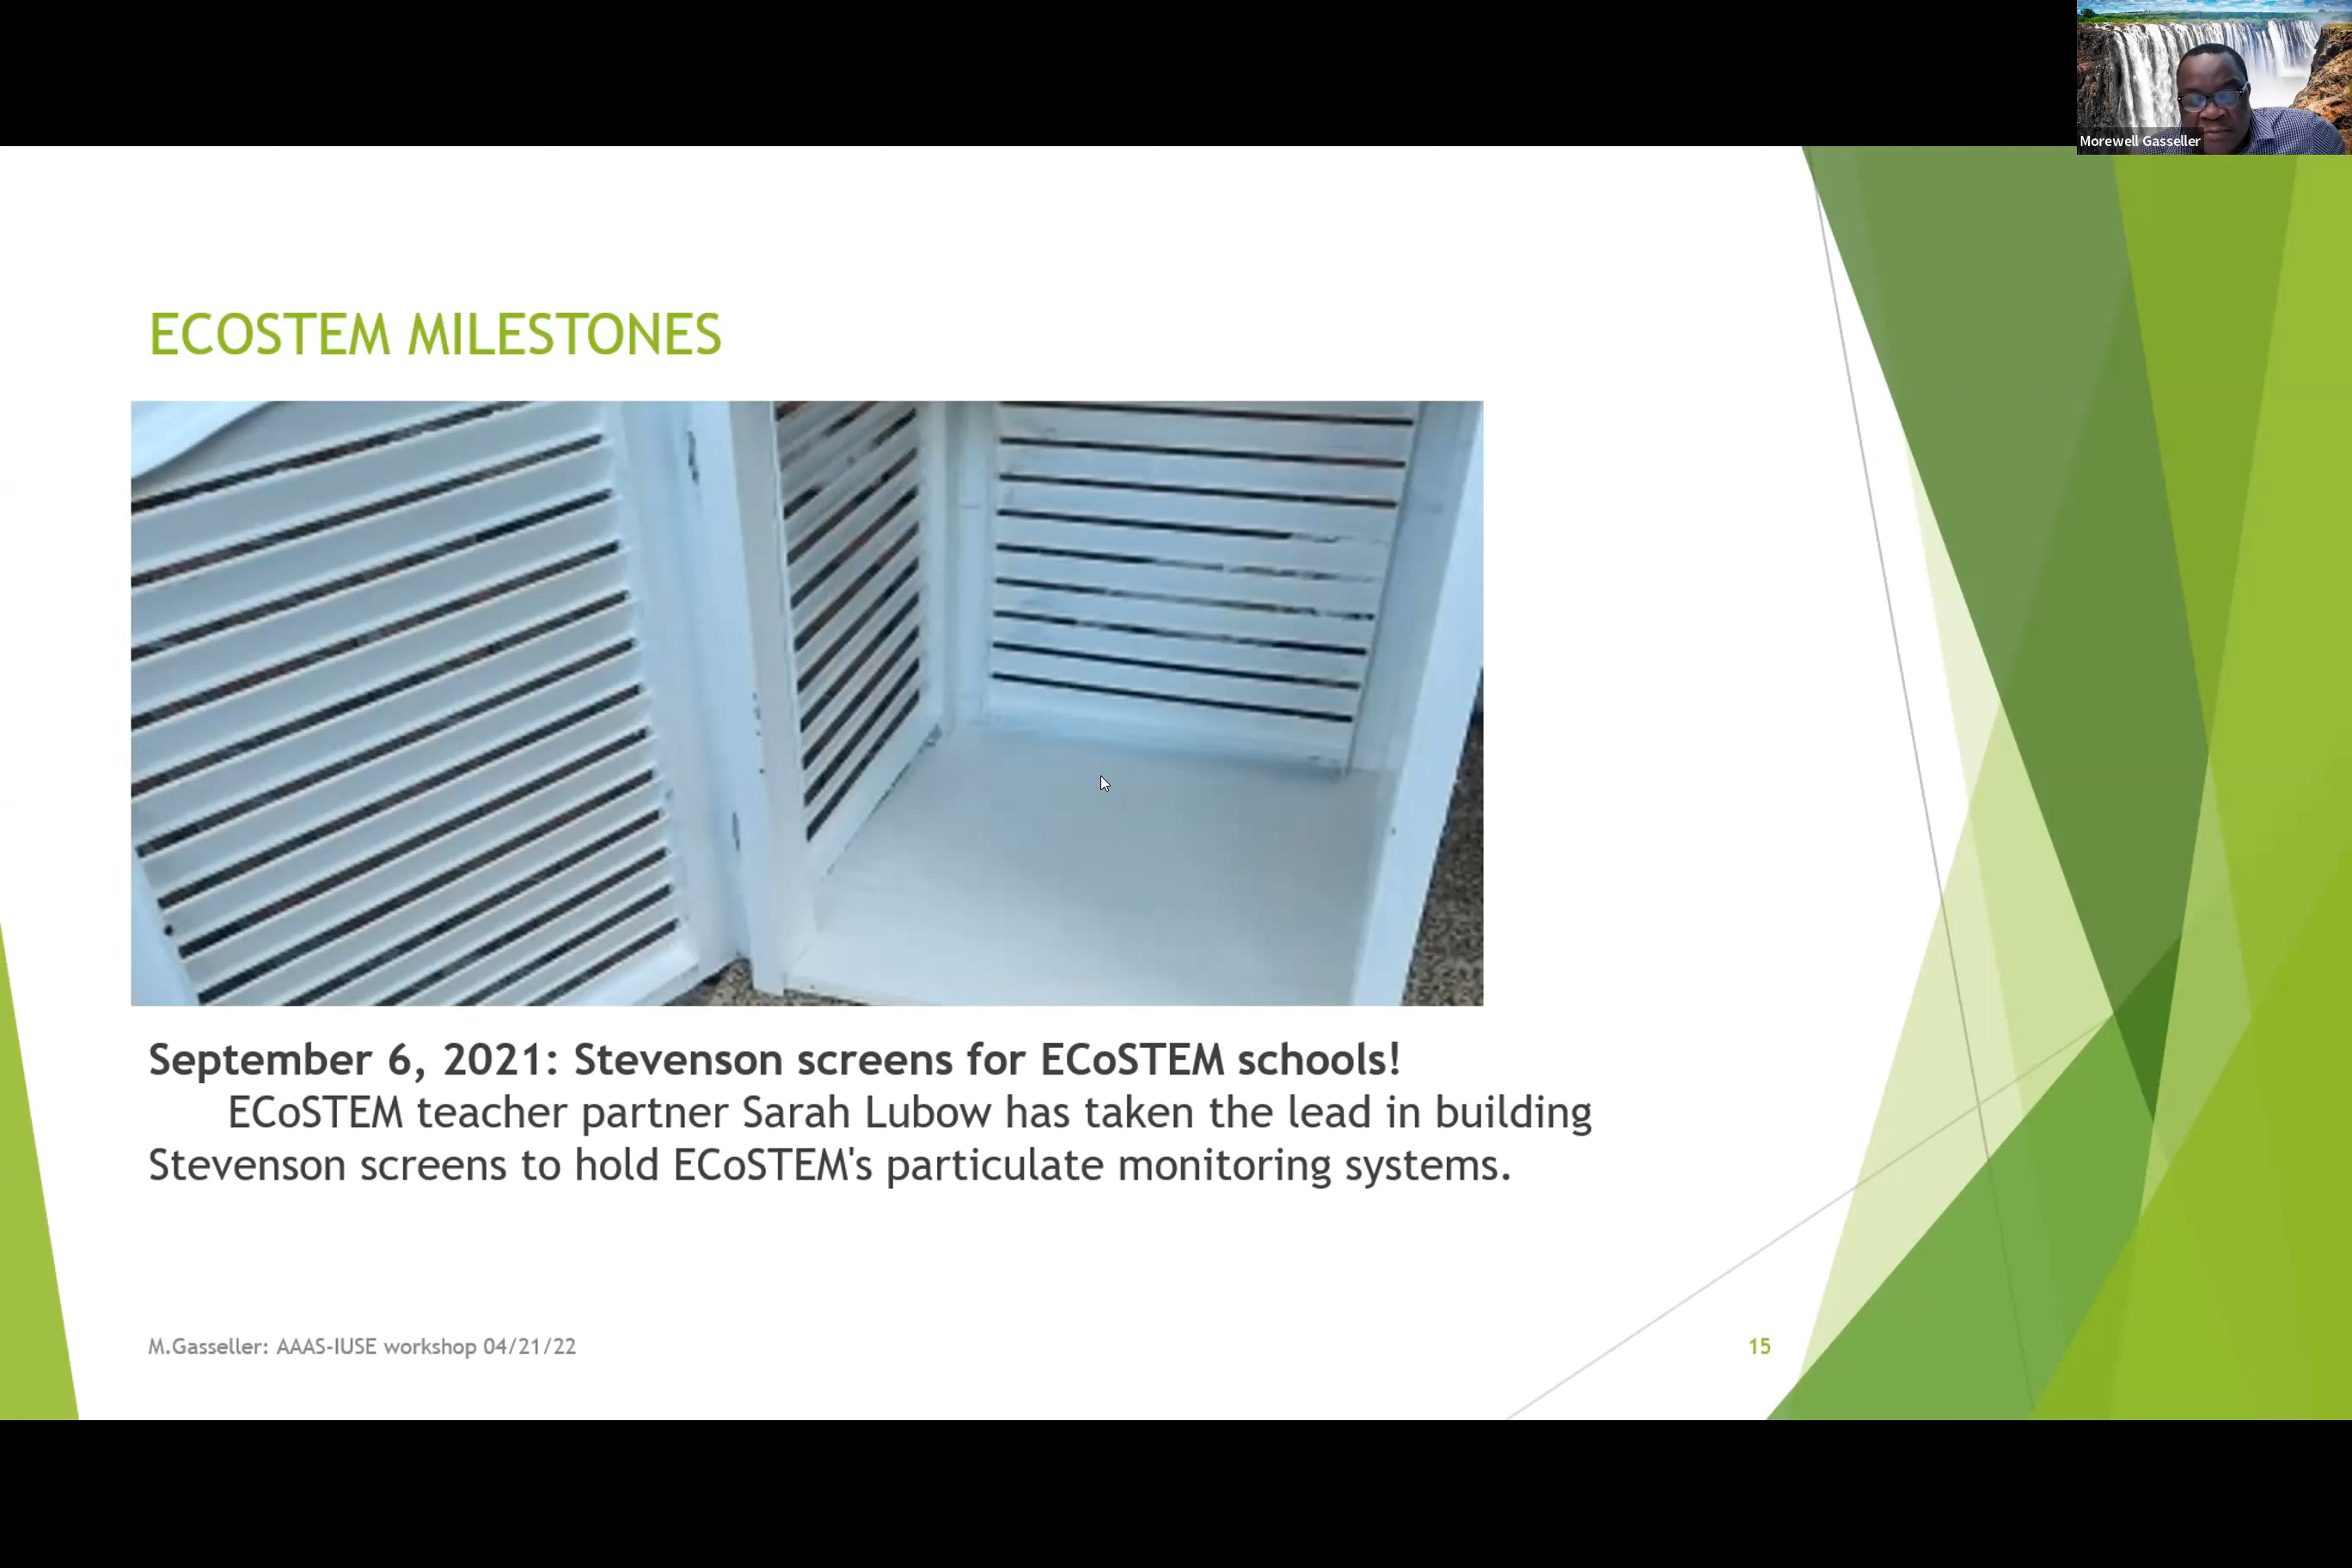 Morewell Gasseller
ECOSTEM MILESTONES
September 6, 2021: Stevenson screens for ECoSTEM schools!
ECoSTEM teacher partner Sarah Lubow has taken the lead in building
Stevenson screens to hold ECoSTEM's particulate monitoring systems.
M.Gasseller: AAAS-IUSE workshop 04/21/22
15